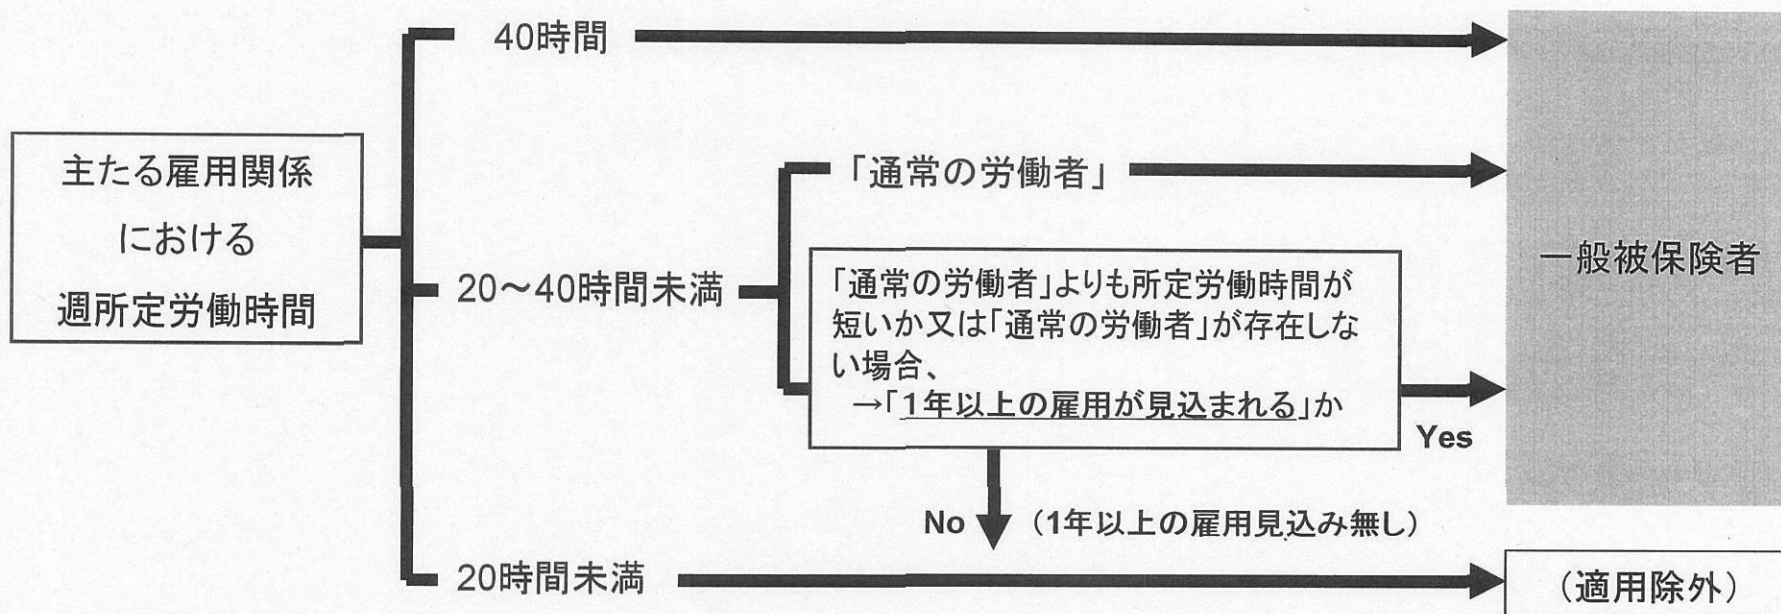 40時間
主たる雇用関係
における
週所定労働時間
「通常の労働者」
20～40時間未満
「通常の労働者」よりも所定労働時間が
短いか又は「通常の労働者」が存在しな
い場合、
→「1年以上の雇用が見込まれる」か
Yes
一般被保険者
No
（1年以上の雇用見込み無し）
20時間未満
（適用除外）